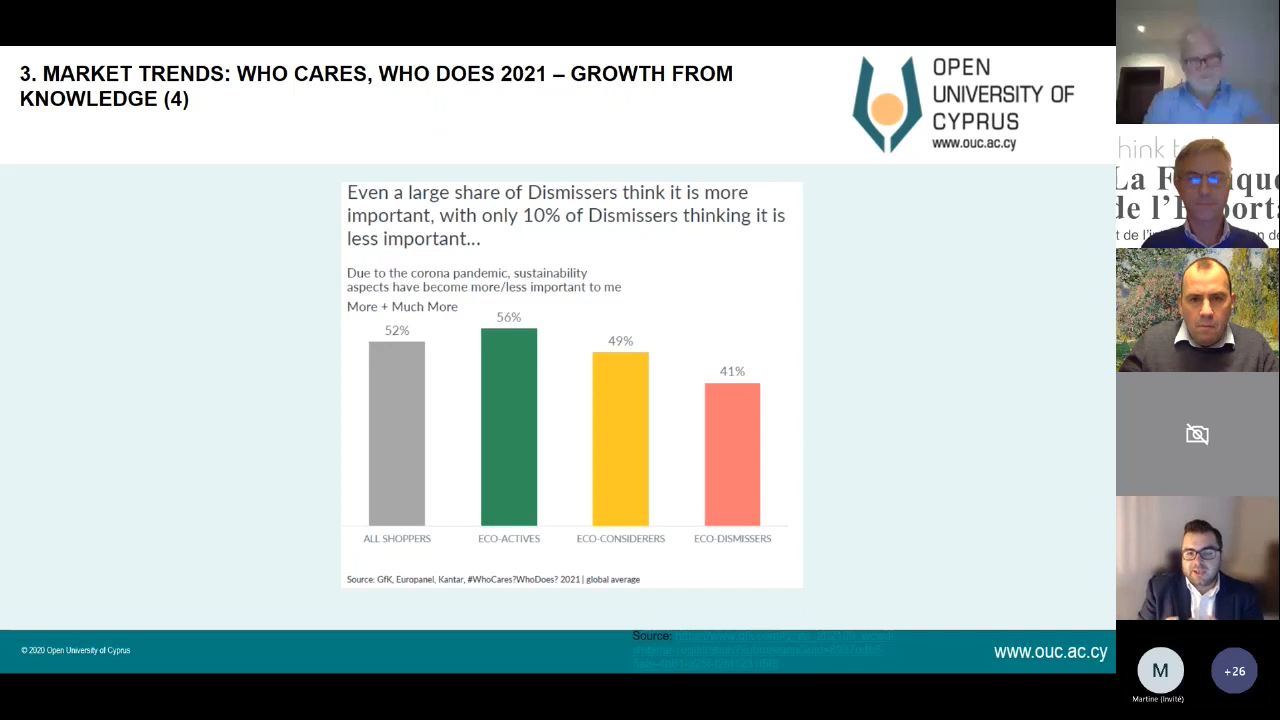 3. MARKET TRENDS: WHO CARES, WHO DOES 2021 – GROWTH FROM
KNOWLEDGE (4)
OPEN
UNIVERSITY OF
CYPRUS
www.ouc.ac.cy
Even a large share of Dismissers think it is more
important, with only 10% of Dismissers thinking it is
less important...
Due to the corona pandemic, sustainability
aspects have become more/less important to me
More + Much More
52%
56%
49%
41%
ALL SHOPPERS
ECO-ACTIVES
ECO-CONSIDERERS
ECO-DISMISSERS
Source: GfK, Europanel, Kantar, #WhoCares?WhoDoes? 2021 | global average
Source:
© 2020 Open University of Cyprus
www.ouc.ac.cy
hink
La F
de l'E
M
+26
Martine (Invité)